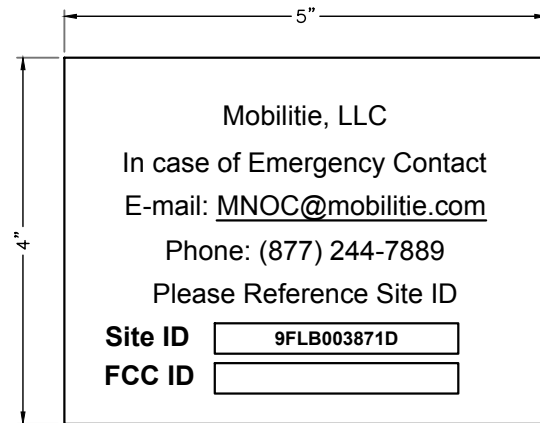 5"
4"
Mobilitie, LLC
In case of Emergency Contact
E-mail: MNOC@mobilitie.com
Phone: (877) 244-7889
Please Reference Site ID
Site ID 9FLB003871D
FCC ID